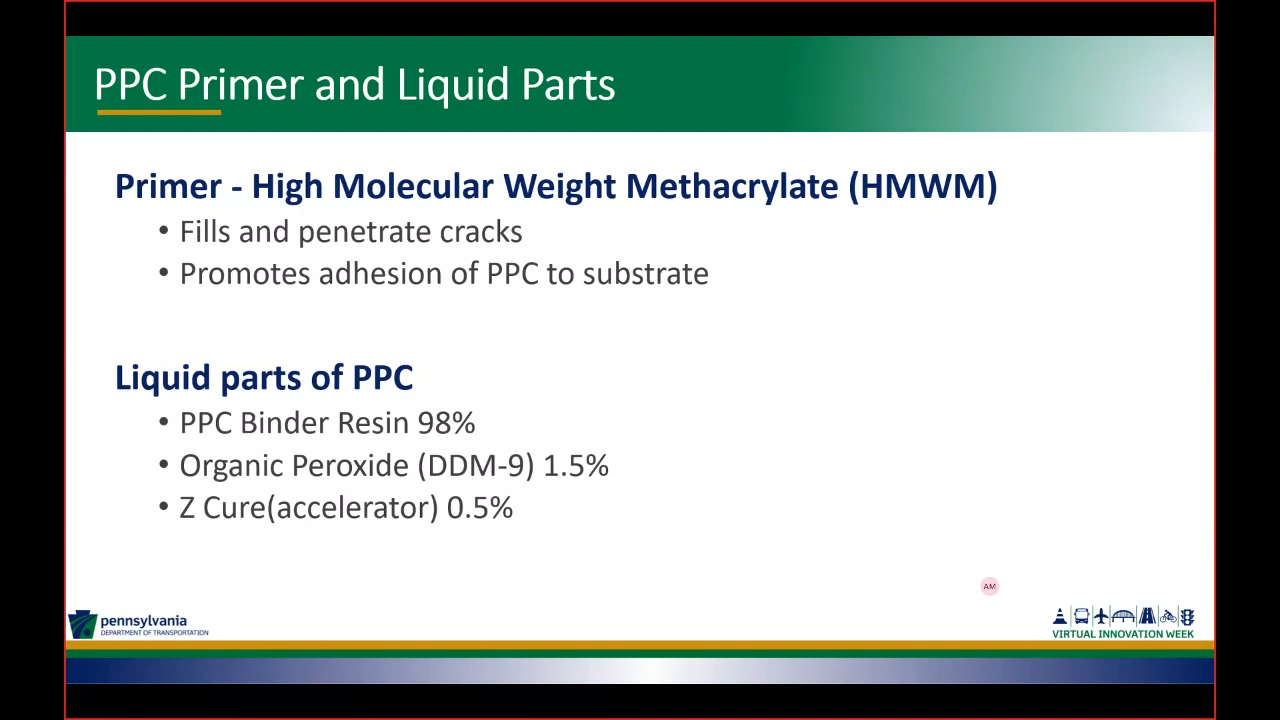 PPC Primer and Liquid Parts
Primer - High Molecular Weight Methacrylate (HMWM)
• Fills and penetrate cracks
• Promotes adhesion of PPC to substrate
Liquid parts of PPC
• PPC Binder Resin 98%
• Organic Peroxide (DDM-9) 1.5%
• Z Cure(accelerator) 0.5%
AM
pennsylvania
DEPARTMENT OF TRANSPORTATION
VIRTUAL INNOVATION WEEK